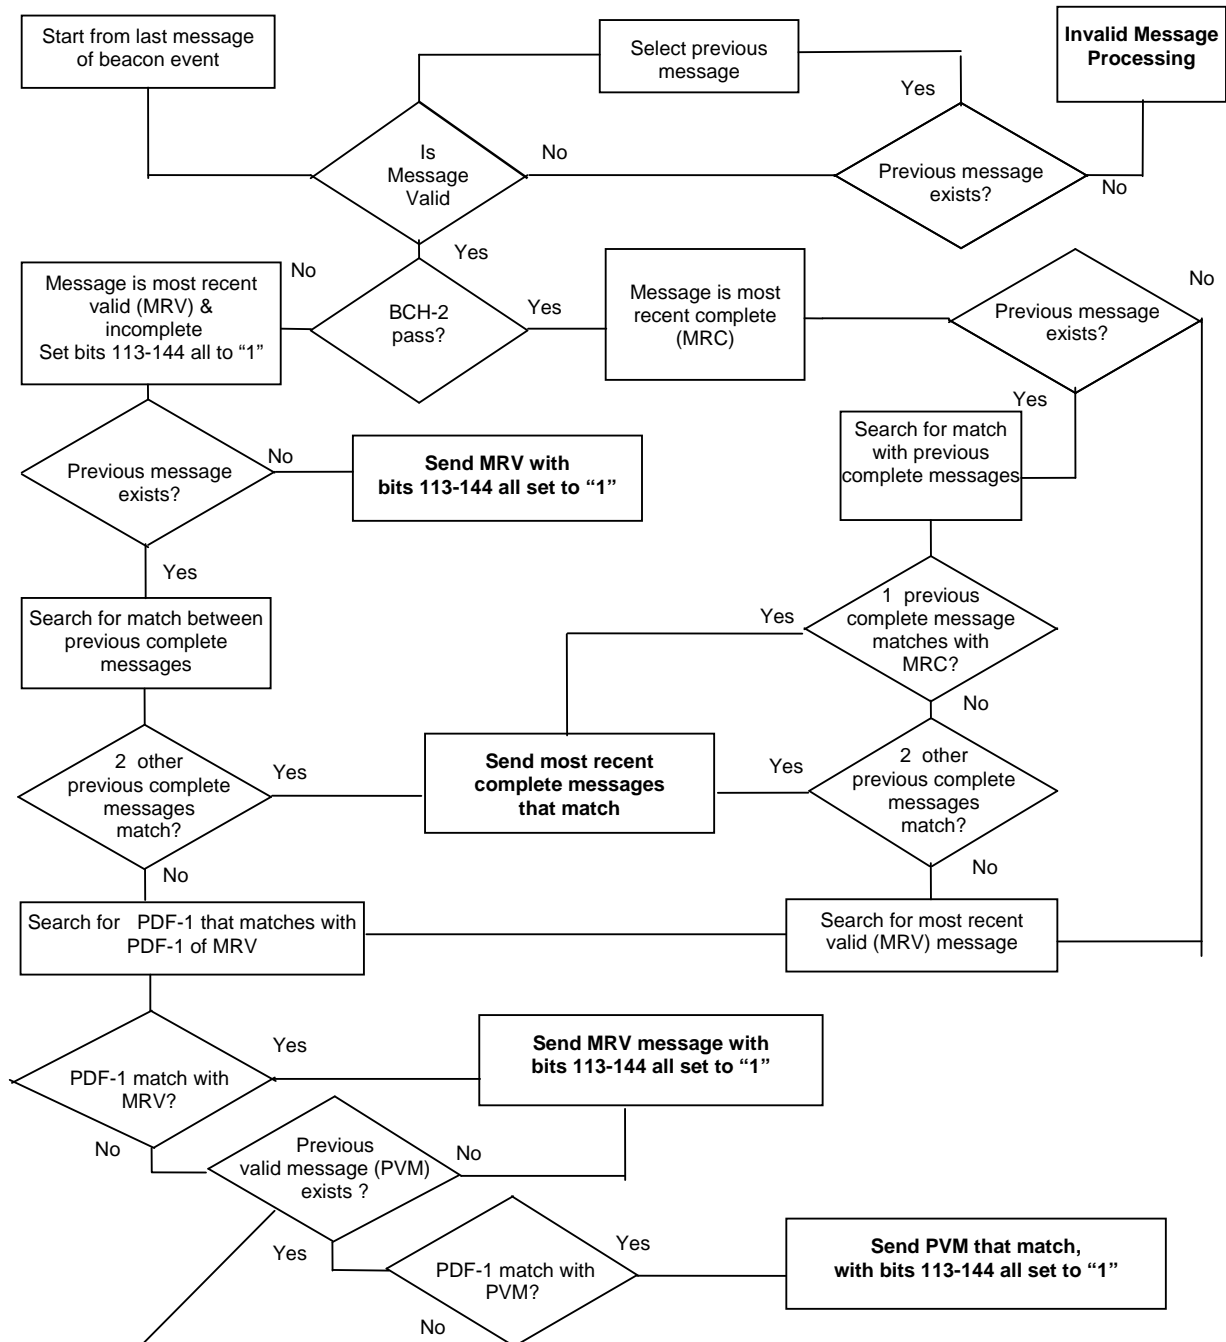 Start from last message
of beacon event
Select previous
message
Invalid Message
Processing
Yes
Is
Message
Valid
No
Previous message
exists?
No
Yes
No
Message is most recent
valid (MRV) &
incomplete
Set bits 113-144 all to “1”
BCH-2
pass?
Yes
Message is most
recent complete
(MRC)
Previous message
exists?
No
Yes
Search for match
with previous
complete messages
Previous message
exists?
No
Send MRV with
bits 113-144 all set to “1”
Yes
Search for match between
previous complete
messages
Yes
1 previous
complete message
matches with
MRC?
No
2 other
previous complete
messages
match?
Yes
Send most recent
complete messages
that match
Yes
2 other
previous complete
messages
match?
No
No
Search for PDF-1 that matches with
PDF-1 of MRV
Search for most recent
valid (MRV) message
PDF-1 match with
MRV?
Yes
Send MRV message with
bits 113-144 all set to “1”
No
Previous
valid message (PVM)
exists ?
No
Yes
PDF-1 match with
PVM?
Yes
Send PVM that match,
with bits 113-144 all set to “1”
No